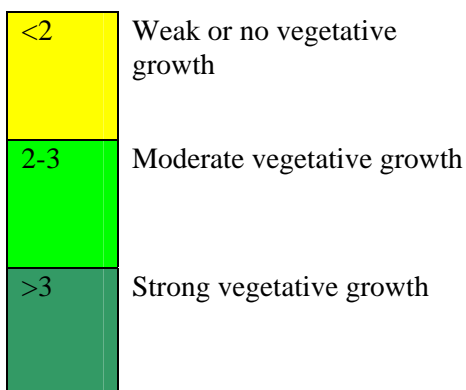 <2 Weak or no vegetative
growth
2-3 Moderate vegetative growth
>3 Strong vegetative growth